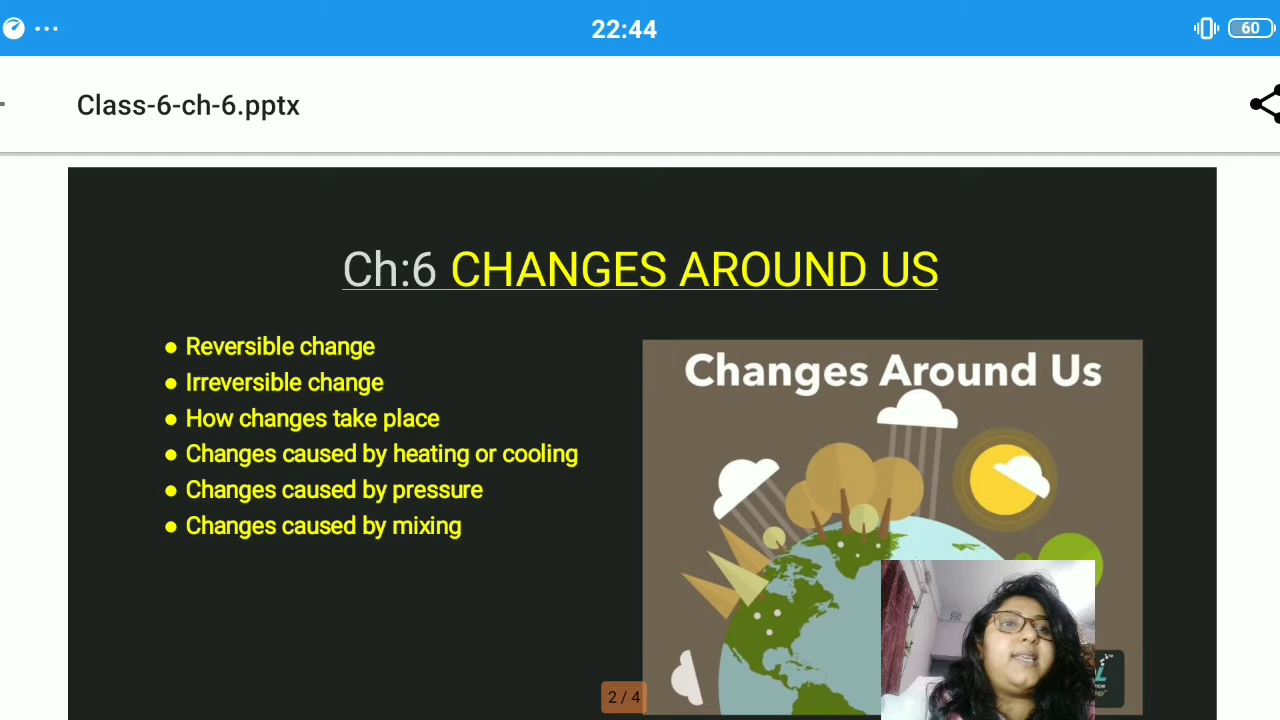 22:44
60
Class-6-ch-6.pptx
Ch:6 CHANGES AROUND US
• Reversible change
• Irreversible change
• How changes take place
• Changes caused by heating or cooling
• Changes caused by pressure
• Changes caused by mixing
Changes Around Us
2 / 4